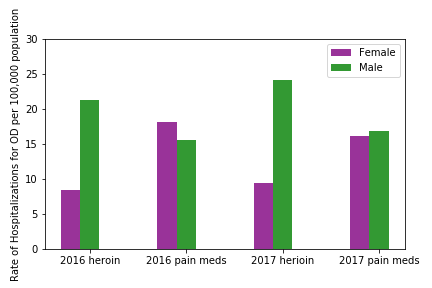 Rate of Hospitalizations for OD per 100,000 population
30
25
20
15
10
5
0
Female
Male
2016 heroin
2016 pain meds
2017 herioin
2017 pain meds